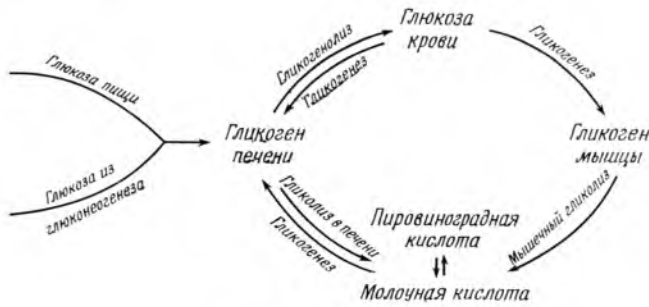 Глюкоза
крови
Гликогенолиз
Гликогенез
Гликогенез
Глюкоза пищи
Гликоген
печени
Гликоген
мышцы
Глюкоза из
глюконеогенеза
Гликолиз в печени
Гликогенез
Пировиноградная
кислота
Мышечный гликолиз
Молочная кислота